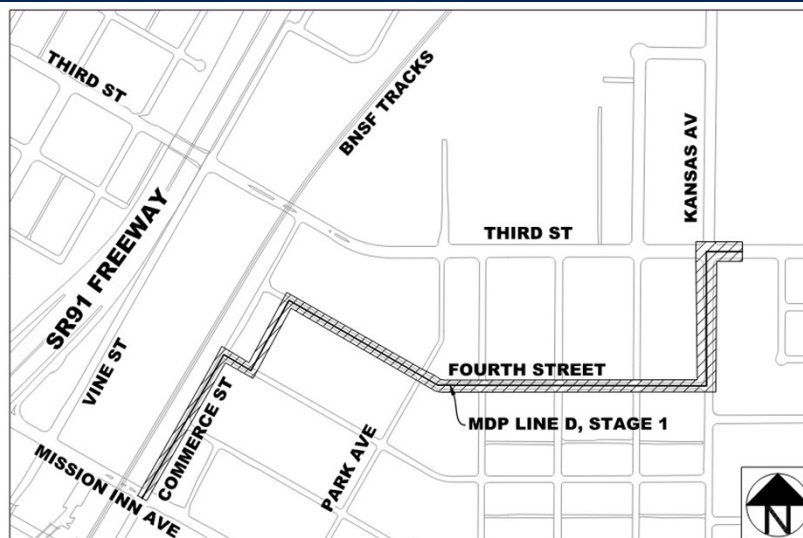 THIRD ST
BNSF TRACKS
KANSAS AV
SR91 FREEWAY
THIRD ST
VINE ST
FOURTH STREET
COMMERCE ST
MDP LINE D, STAGE 1
PARK AVE
MISSION INN AVE
N